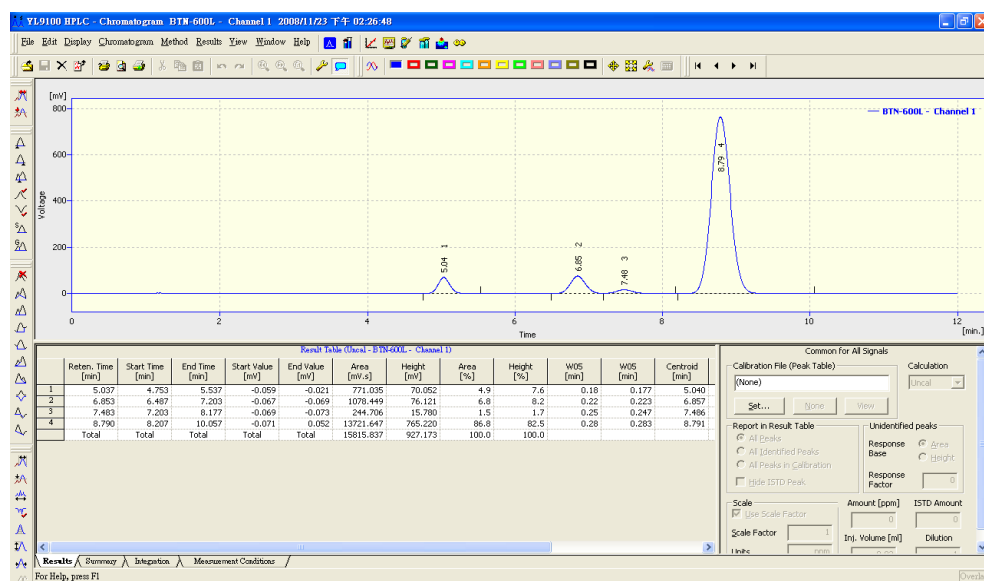 YL9100 HPLC - Chromatogram BTN-600L - Channel 1 2008/11/23 下午 02:26:48
File Edit Display Chromatogram Method Results View Window Help
[mV]
BTN-600L - Channel 1
800
600
400
200
0
Voltage
5.04 1
6.85 2
7.48 3
8.79 4
0 2 4 6 8 10 12
Time
[min.]
Result Table (Uncal - BTN-600L - Channel 1)
Reten. Time [min] Start Time [min] End Time [min] Start Value [mV] End Value [mV] Area [mV.s] Height [mV] Area [%] Height [%] W05 [min] W05 [min] Centroid [min]
1 5.037 4.753 5.537 -0.059 -0.021 771.035 70.052 4.9 7.6 0.18 0.177 5.040
2 6.853 6.487 7.203 -0.067 -0.069 1078.449 76.121 6.8 8.2 0.22 0.223 6.857
3 7.483 7.203 8.177 -0.069 -0.073 244.706 15.780 1.5 1.7 0.25 0.247 7.486
4 8.790 8.207 10.057 -0.071 0.052 13721.647 765.220 86.8 82.5 0.28 0.283 8.791
Total Total Total Total Total 15815.837 927.173 100.0 100.0
Common for All Signals
Calibration File (Peak Table)
(None)
Set... None View
Calculation
Uncal
Report in Result Table
All Peaks
All Identified Peaks
All Peaks in Calibration
Hide ISTD Peak
Unidentified peaks
Response Base
Area
Height
Response Factor 0
Scale
Use Scale Factor
Scale Factor 1
Units ppm
Amount [ppm] ISTD Amount
0 0
Inj. Volume [ml] Dilution
Results Summary Integration Measurement Conditions
For Help, press F1
Overla